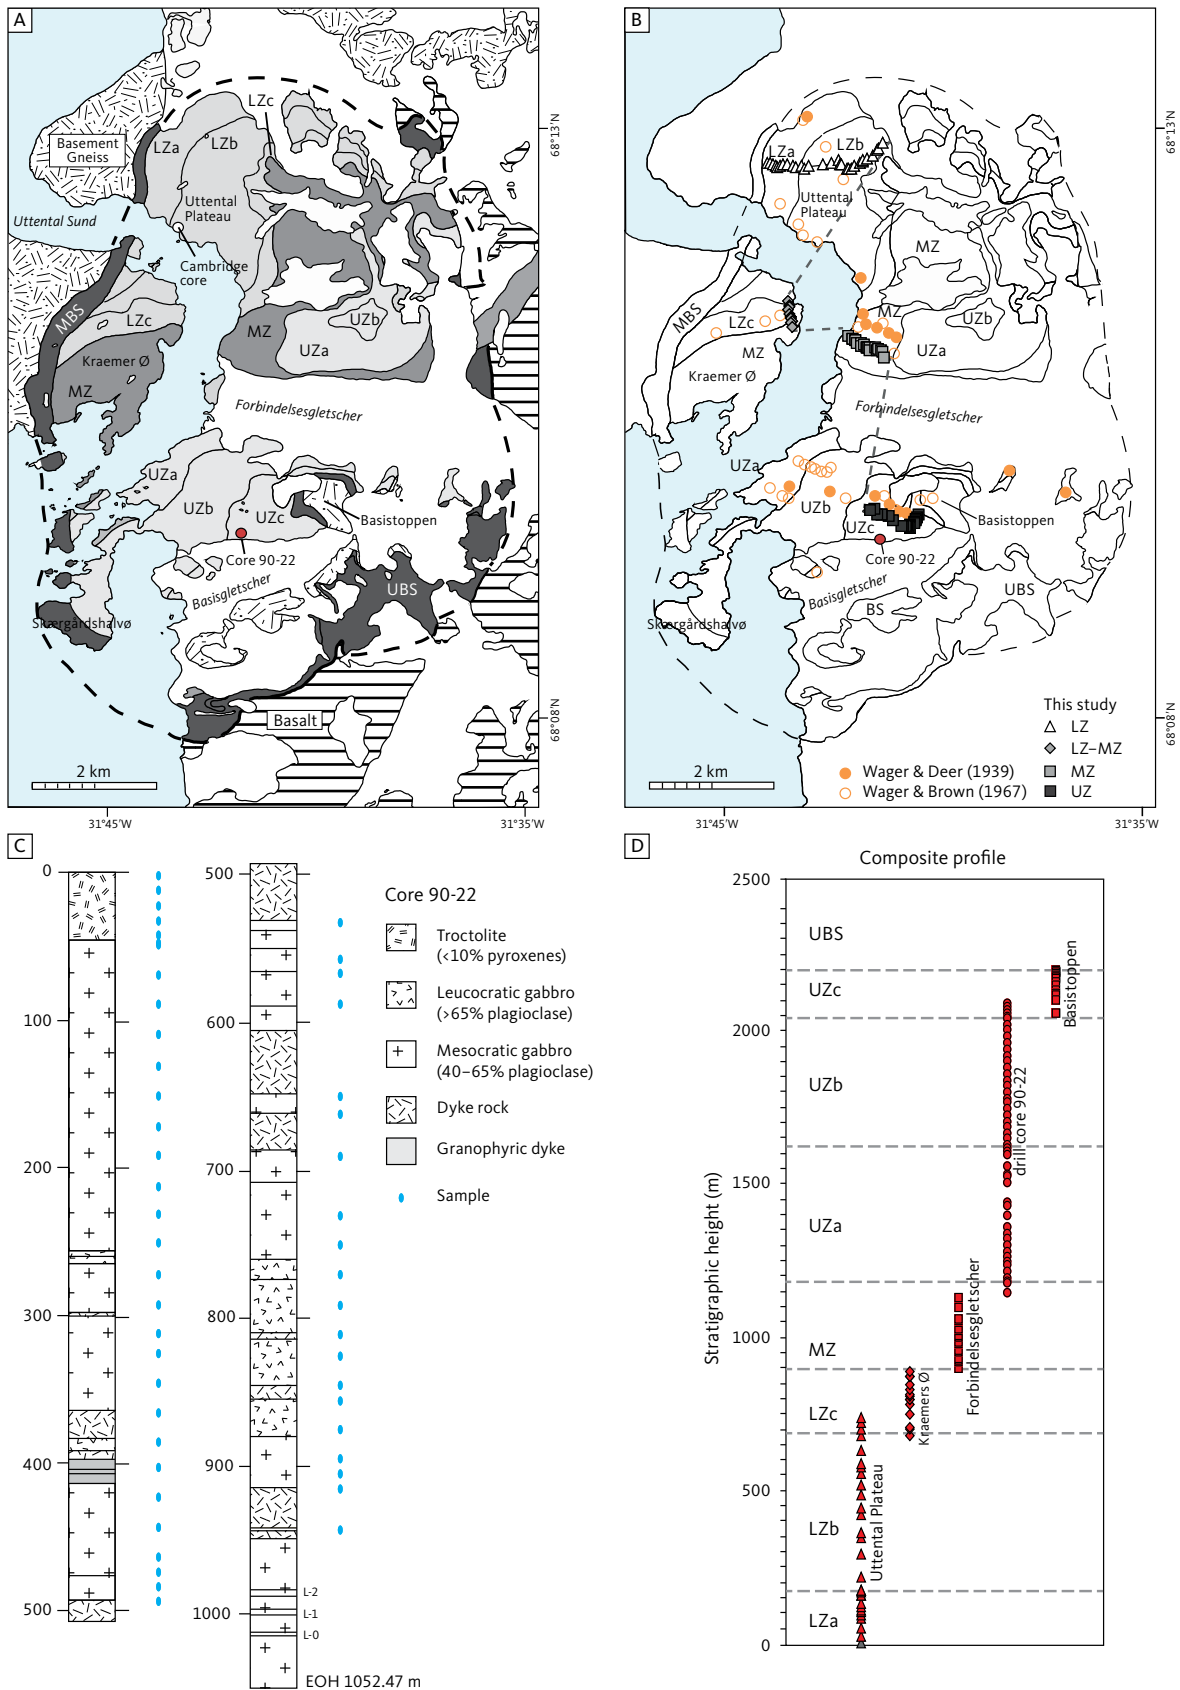 A
LZc
LZa
LZb
Basement
Gneiss
Uttental
Plateau
Uttental Sund
Cambridge
core
MBS
LZc
MZ
UZb
UZa
Kraemer Ø
MZ
Forbindelsesgletscher
UZa
UZb
UZc
Basistoppen
Core 90-22
Basisgletscher
UBS
Skærgårdshalvø
Basalt
2 km
68°13'N
68°08'N
31°45'W
31°35'W
B
LZa
LZb
Uttental
Plateau
MZ
MBS
LZc
MZ
UZb
MZ
UZa
Kraemer Ø
Forbindelsesgletscher
UZa
UZb
UZc
Basistoppen
Core 90-22
Basisgletscher
BS
UBS
Skærgårdshalvø
This study
LZ
LZ–MZ
MZ
UZ
Wager & Deer (1939)
Wager & Brown (1967)
2 km
68°13'N
68°08'N
31°45'W
31°35'W
C
0
100
200
300
400
500
500
600
700
800
900
1000
L-2
L-1
L-0
EOH 1052.47 m
Core 90-22
Troctolite
(<10% pyroxenes)
Leucocratic gabbro
(>65% plagioclase)
Mesocratic gabbro
(40–65% plagioclase)
Dyke rock
Granophyric dyke
Sample
D
Composite profile
Stratigraphic height (m)
2500
2000
1500
1000
500
0
UBS
UZc
UZb
UZa
MZ
LZc
LZb
LZa
Basistoppen
drill core 90-22
Forbindelsesgletscher
Kraemers Ø
Uttental Plateau